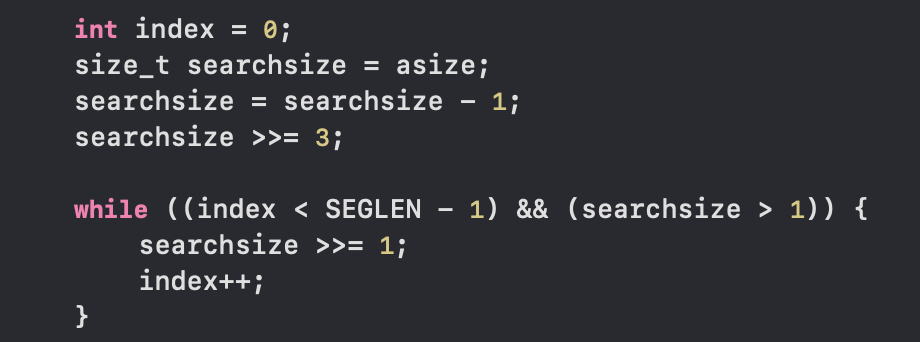 int index = 0;
size_t searchsize = asize;
searchsize = searchsize - 1;
searchsize >>= 3;
while ((index < SEGLEN - 1) && (searchsize > 1)) {
searchsize >>= 1;
index++;
}